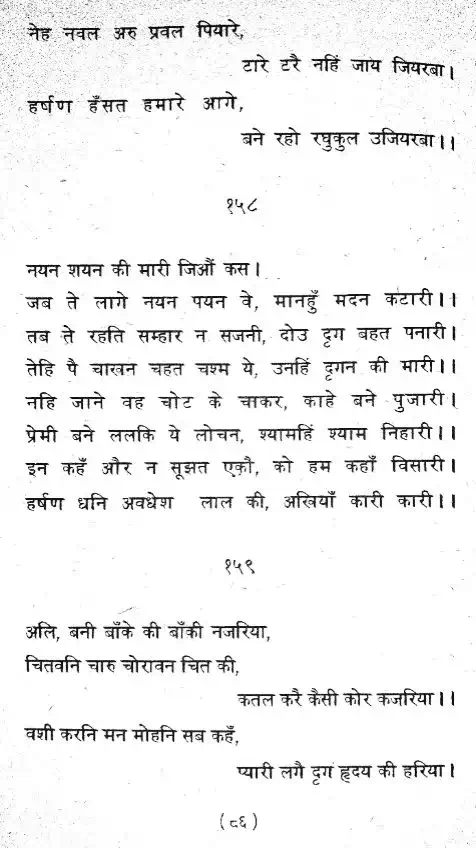 नेह नवल अरु प्रवल पियारे,
टारे टरै नहिं जाय जियरबा।
हर्षण हँसत हमारे आगे,
बने रहो रघुकुल उजियरबा।।
१५८
नयन शयन की मारी जिऔं कस।
जब ते लागे नयन पयन वे, मानहुँ मदन कटारी।।
तब ते रहति सम्हार न सजनी, दोउ दृग बहत पनारी।
तेहि पै चाखन चहत चश्म ये, उनहिं दृगन की मारी।।
नहि जाने वह चोट के चाकर, काहे बने पुजारी।
प्रेमी बने ललकि ये लोचन, श्यामहिं श्याम निहारी।।
इन कहँ और न सूझत एकौ, को हम कहाँ विसारी।
हर्षण धनि अवधेश लाल की, अखियाँ कारी कारी।।
१५९
अलि, बनी बाँके की बाँकी नजरिया,
चितवनि चारु चोरावन चित की,
कतल करै कैसी कोर कजरिया।।
वशी करनि मन मोहनि सब कहँ,
प्यारी लगै दृग हृदय की हरिया।
(८६)